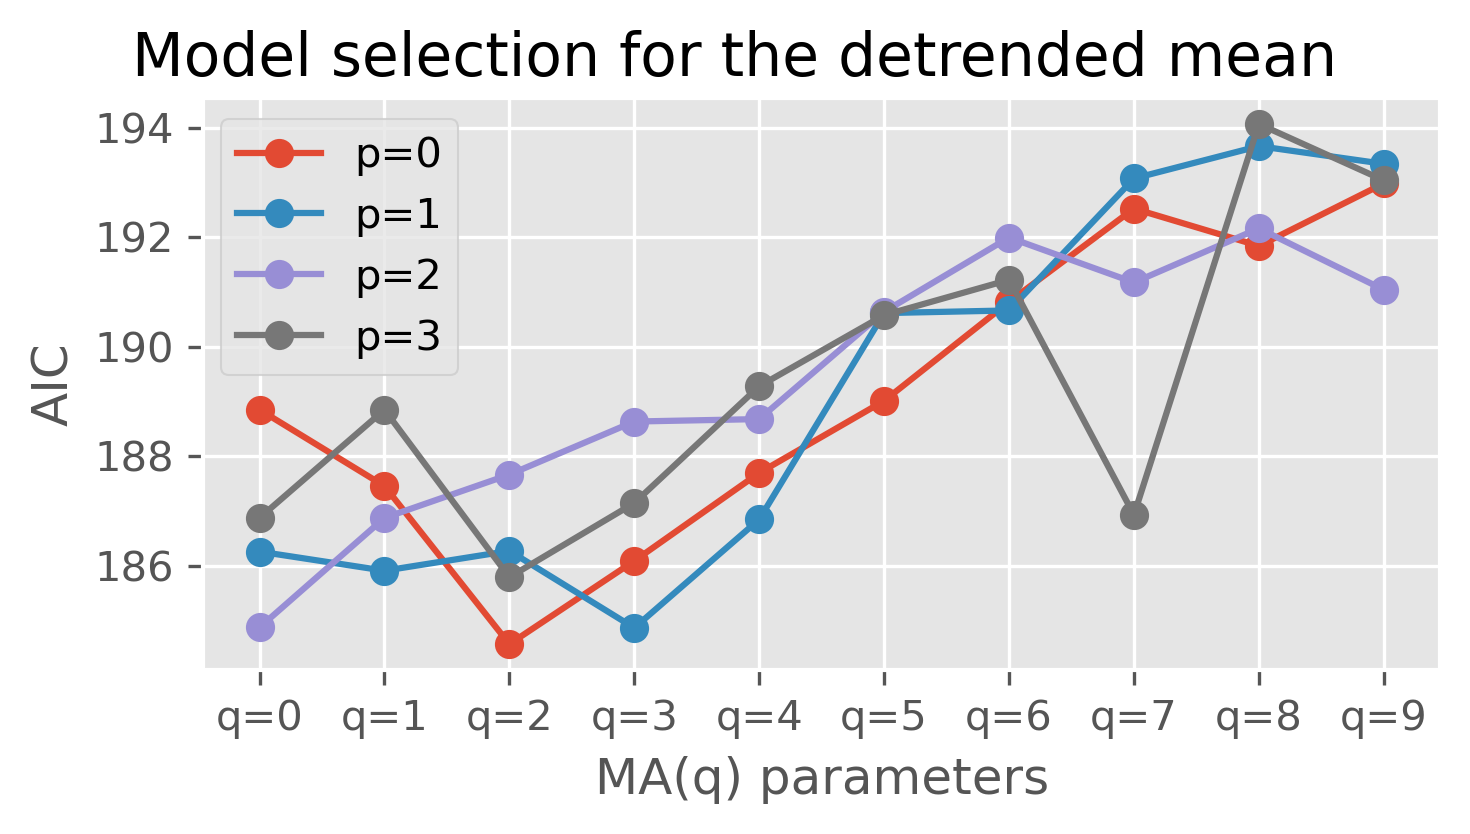 Model selection for the detrended mean
AIC
194
192
190
188
186
p=0
p=1
p=2
p=3
q=0 q=1 q=2 q=3 q=4 q=5 q=6 q=7 q=8 q=9
MA(q) parameters